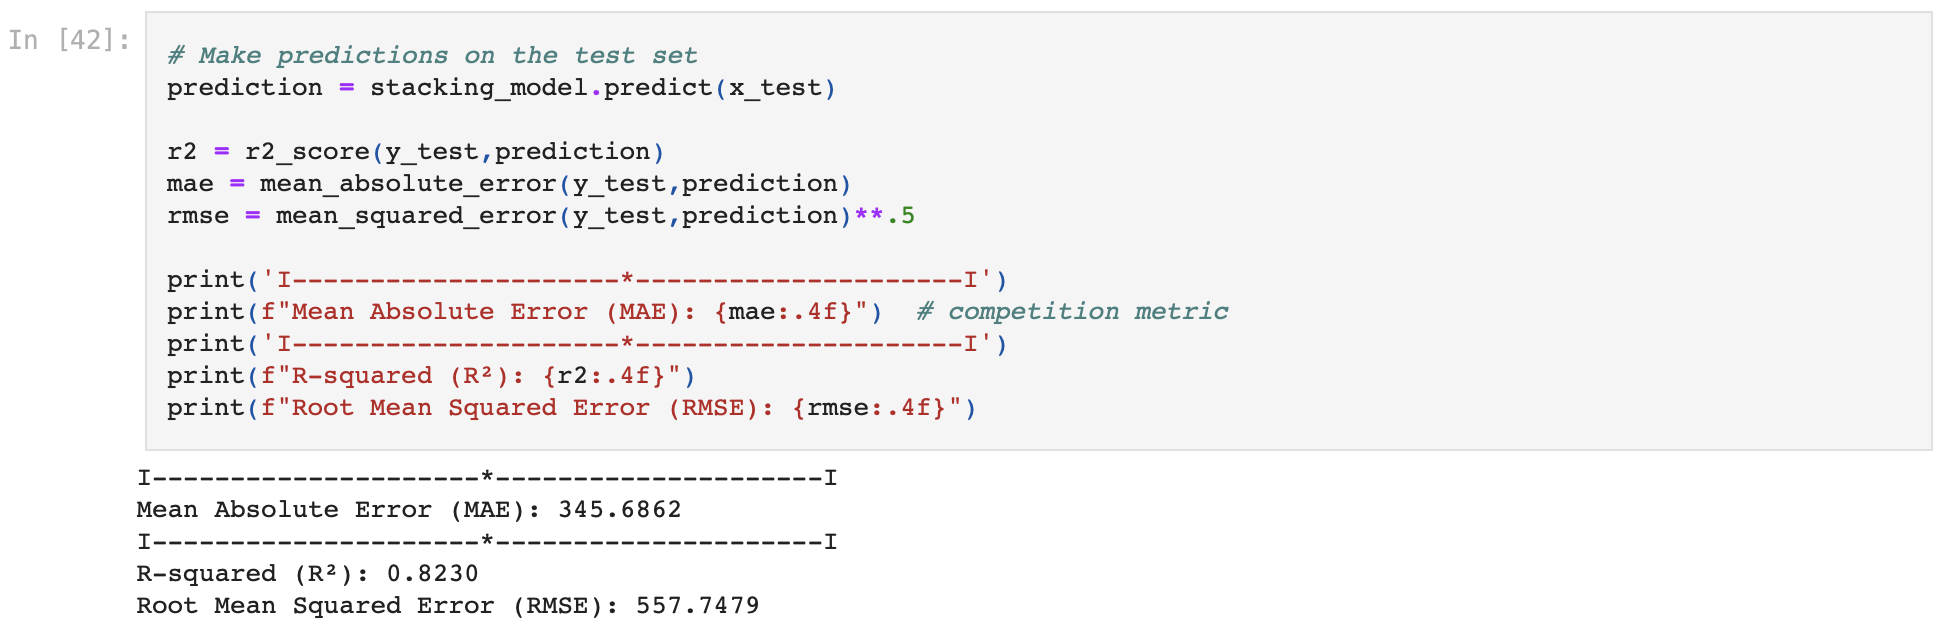 In [42]:
# Make predictions on the test set
prediction = stacking_model.predict(x_test)
r2 = r2_score(y_test,prediction)
mae = mean_absolute_error(y_test,prediction)
rmse = mean_squared_error(y_test,prediction)**.5
print('I---------------------*---------------------I')
print(f"Mean Absolute Error (MAE): {mae:.4f}")  # competition metric
print('I---------------------*---------------------I')
print(f"R-squared (R²): {r2:.4f}")
print(f"Root Mean Squared Error (RMSE): {rmse:.4f}")
I---------------------*---------------------I
Mean Absolute Error (MAE): 345.6862
I---------------------*---------------------I
R-squared (R²): 0.8230
Root Mean Squared Error (RMSE): 557.7479